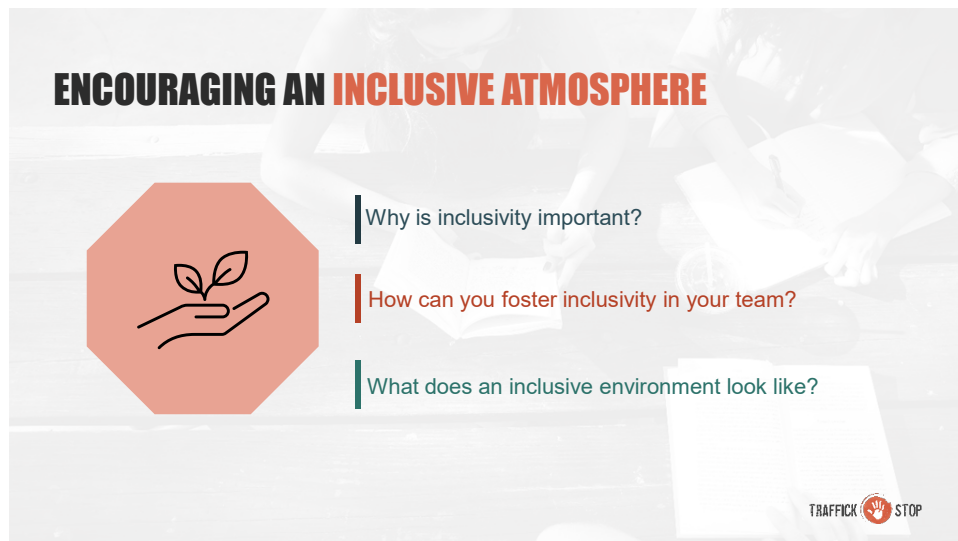 ENCOURAGING AN INCLUSIVE ATMOSPHERE
Why is inclusivity important?
How can you foster inclusivity in your team?
What does an inclusive environment look like?
TRAFFICK STOP